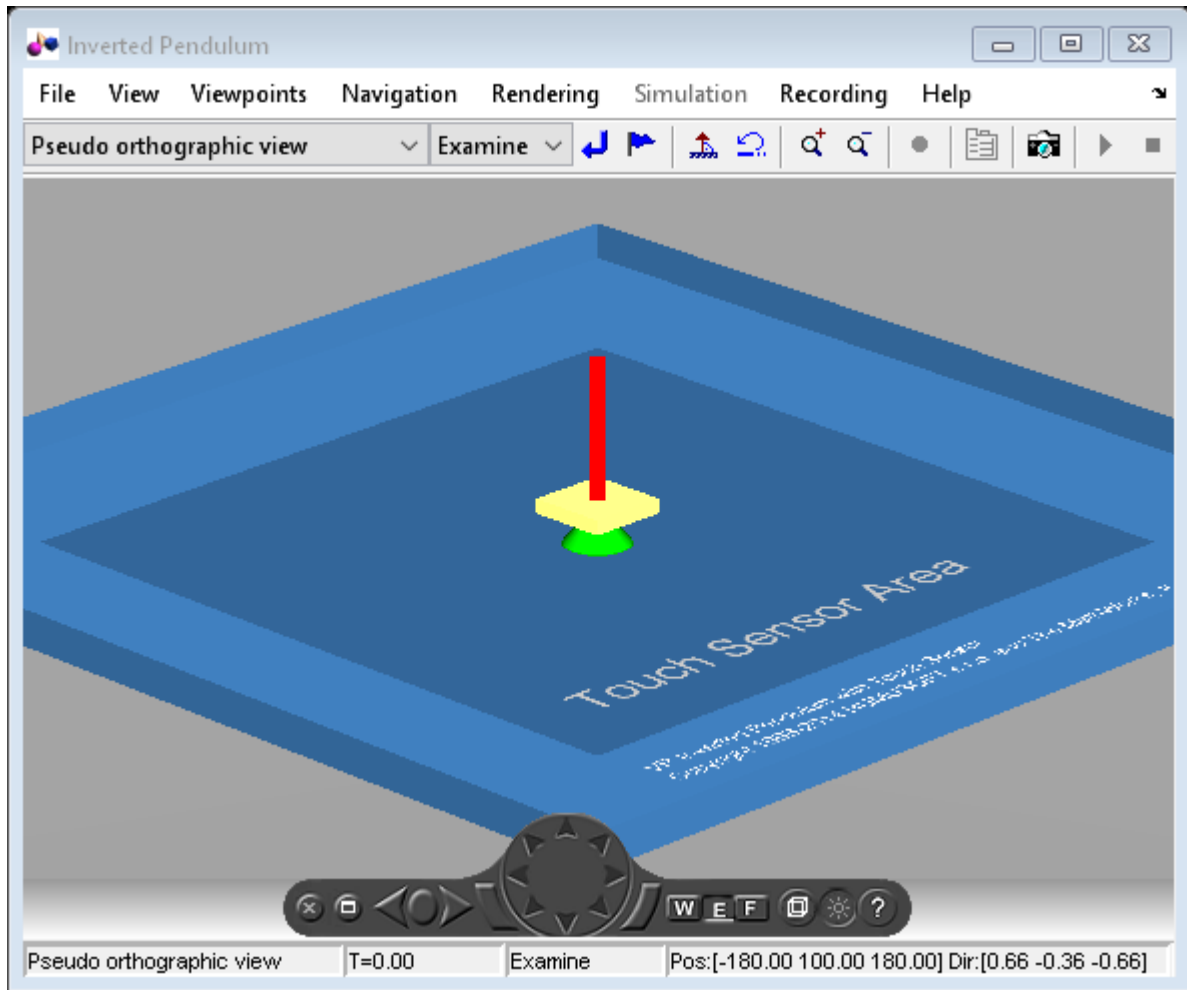 Inverted Pendulum
File View Viewpoints Navigation Rendering Simulation Recording Help
Pseudo orthographic view Examine
Touch Sensor Area
W E F ?
Pseudo orthographic view T=0.00 Examine Pos:[-180.00 100.00 180.00] Dir:[0.66 -0.36 -0.66]